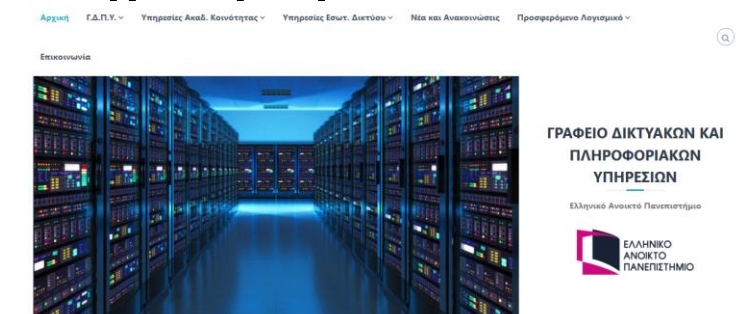 Αρχική Γ.Δ.Π.Υ. Υπηρεσίες Ακαδ. Κοινότητας Υπηρεσίες Εσωτ. Δικτύου Νέα και Ανακοινώσεις Προσφερόμενο Λογισμικό
Επικοινωνία
ΓΡΑΦΕΙΟ ΔΙΚΤΥΑΚΩΝ ΚΑΙ
ΠΛΗΡΟΦΟΡΙΑΚΩΝ
ΥΠΗΡΕΣΙΩΝ
Ελληνικό Ανοικτό Πανεπιστήμιο
ΕΛΛΗΝΙΚΟ
ΑΝΟΙΚΤΟ
ΠΑΝΕΠΙΣΤΗΜΙΟ